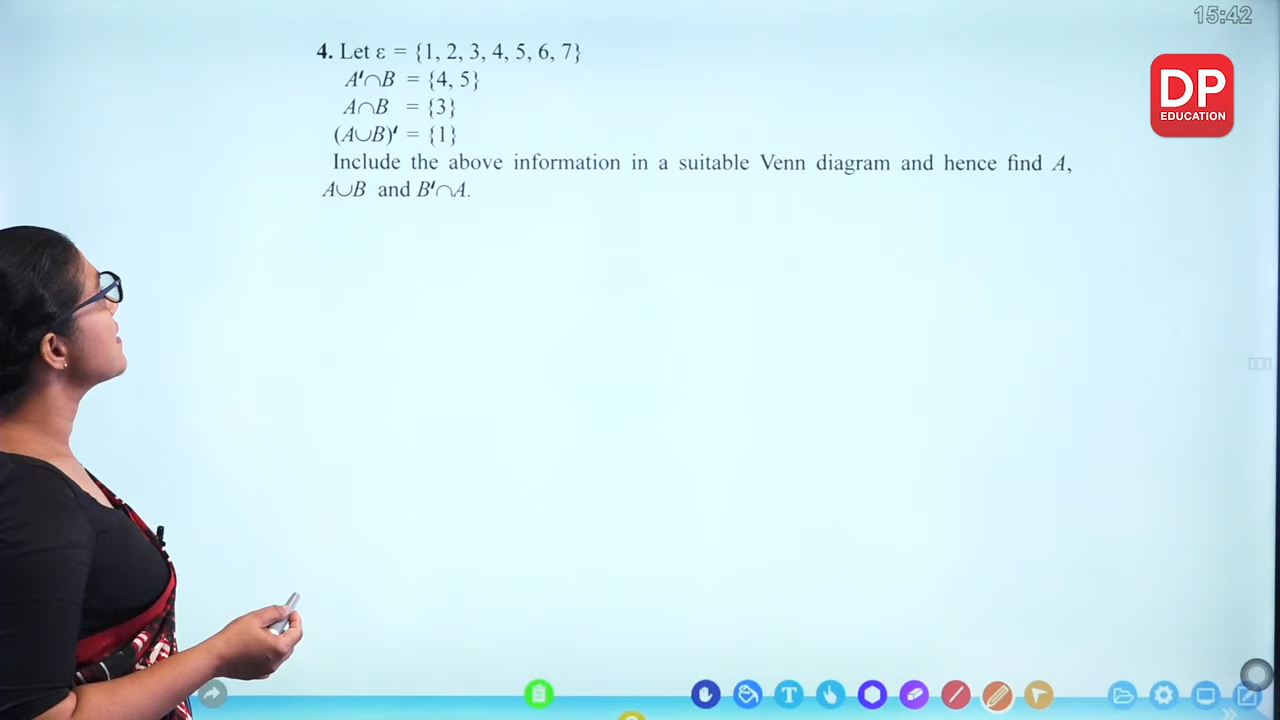 15:42
4. Let ε = {1, 2, 3, 4, 5, 6, 7}
A′∩B = {4, 5}
A∩B = {3}
(A∪B)′ = {1}
Include the above information in a suitable Venn diagram and hence find A,
A∪B and B′∩A.
DP
EDUCATION
T